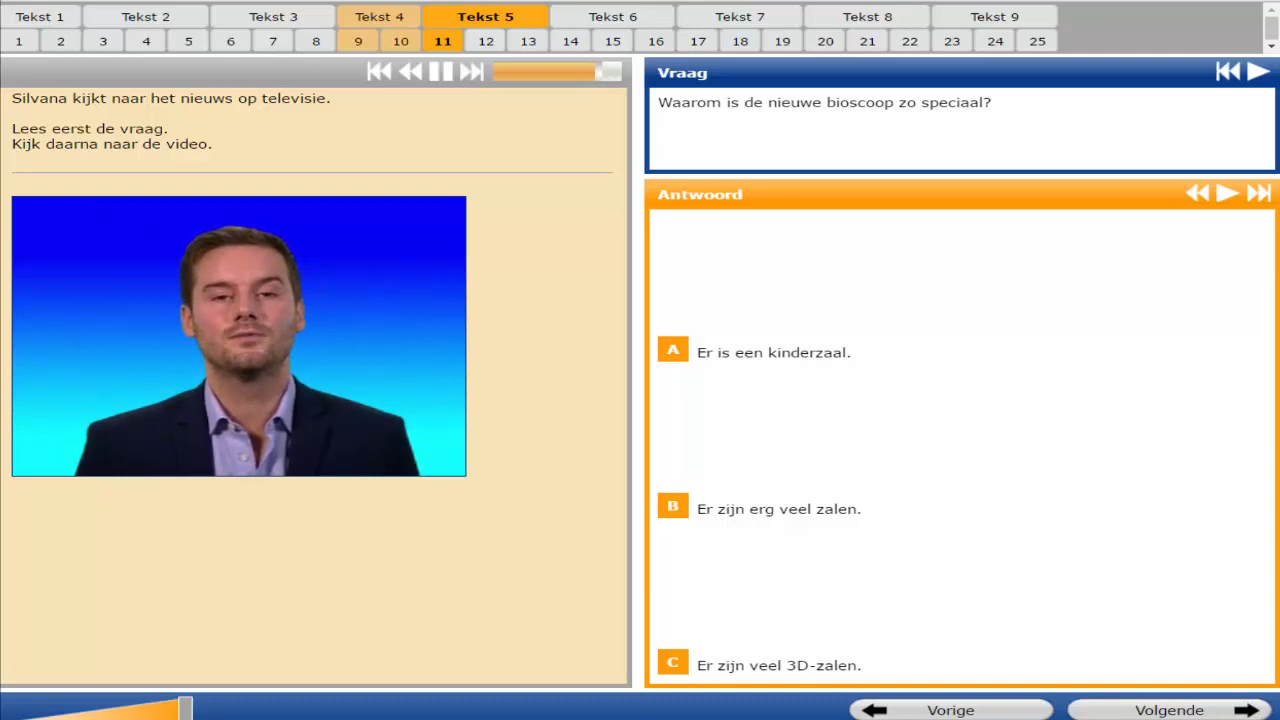 Tekst 1 Tekst 2 Tekst 3 Tekst 4 Tekst 5 Tekst 6 Tekst 7 Tekst 8 Tekst 9
1 2 3 4 5 6 7 8 9 10 11 12 13 14 15 16 17 18 19 20 21 22 23 24 25
Silvana kijkt naar het nieuws op televisie.
Lees eerst de vraag.
Kijk daarna naar de video.
Vraag
Waarom is de nieuwe bioscoop zo speciaal?
Antwoord
A Er is een kinderzaal.
B Er zijn erg veel zalen.
C Er zijn veel 3D-zalen.
Vorige Volgende